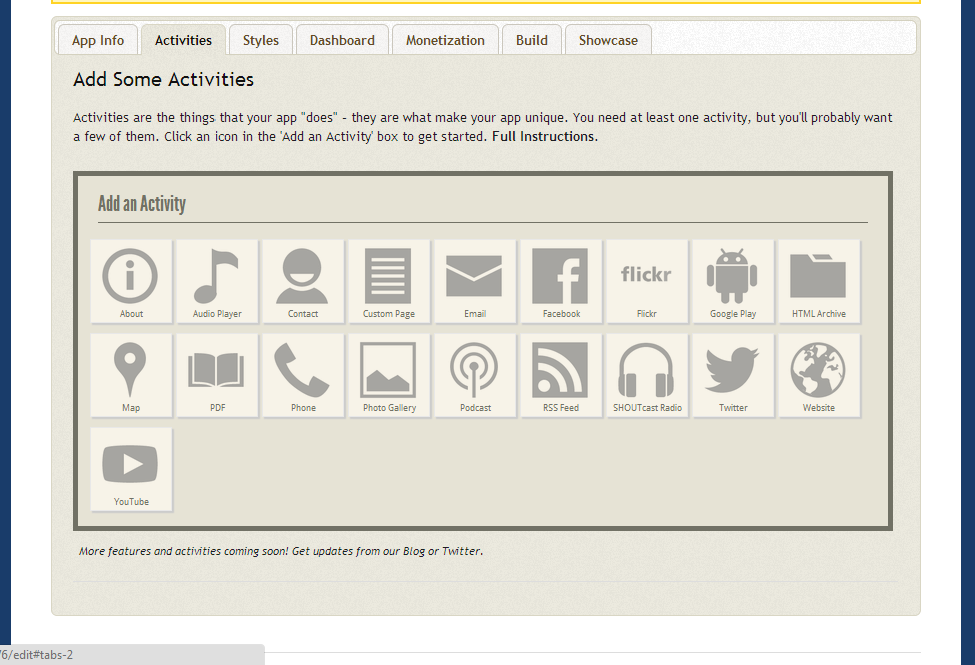 App Info Activities Styles Dashboard Monetization Build Showcase
Add Some Activities
Activities are the things that your app "does" - they are what make your app unique. You need at least one activity, but you'll probably want
a few of them. Click an icon in the 'Add an Activity' box to get started. Full Instructions.
Add an Activity
flickr
About Audio Player Contact Custom Page Email Facebook Flickr Google Play HTML Archive
Map PDF Phone Photo Gallery Podcast RSS Feed SHOUTcast Radio Twitter Website
YouTube
More features and activities coming soon! Get updates from our Blog or Twitter.
6/edit#tabs-2